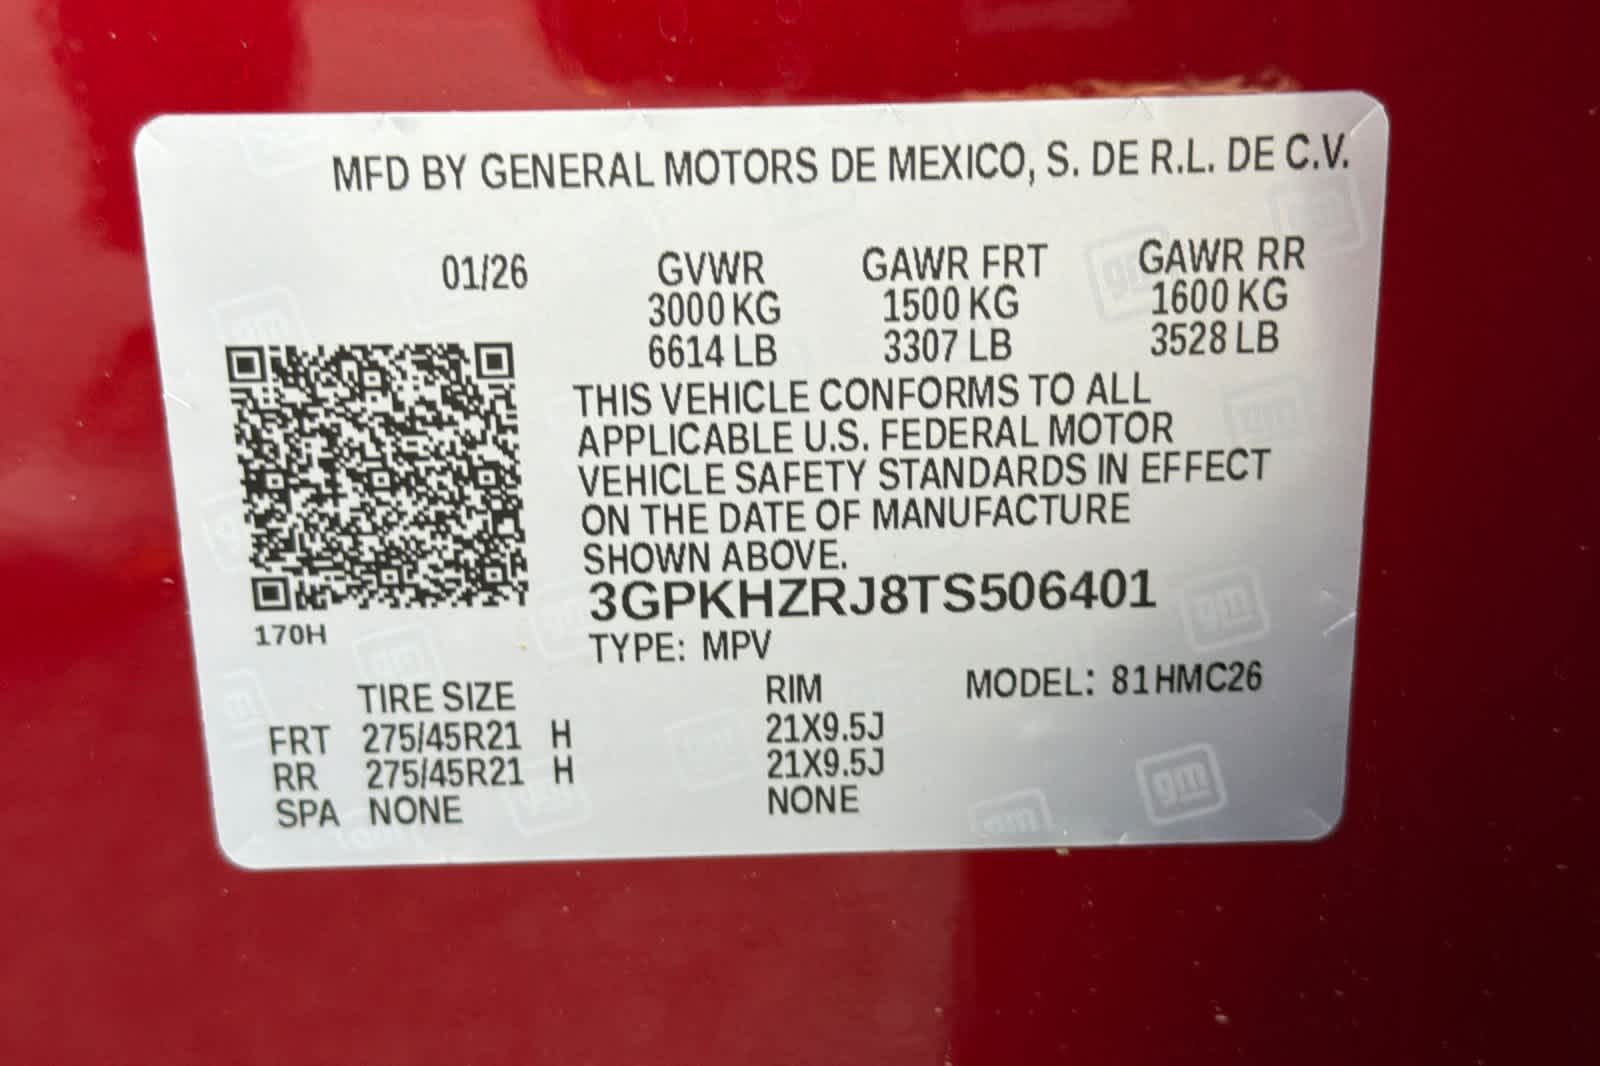 MFD BY GENERAL MOTORS DE MEXICO, S. DE R.L. DE C.V.
01/26 GVWR GAWR FRT GAWR RR
3000 KG 1500 KG 1600 KG
6614 LB 3307 LB 3528 LB
THIS VEHICLE CONFORMS TO ALL
APPLICABLE U.S. FEDERAL MOTOR
VEHICLE SAFETY STANDARDS IN EFFECT
ON THE DATE OF MANUFACTURE
SHOWN ABOVE.
3GPKHZRJ8TS506401
170H
TYPE: MPV
TIRE SIZE RIM MODEL: 81HMC26
FRT 275/45R21 H 21X9.5J
RR 275/45R21 H 21X9.5J
SPA NONE NONE
gm
gm
gm